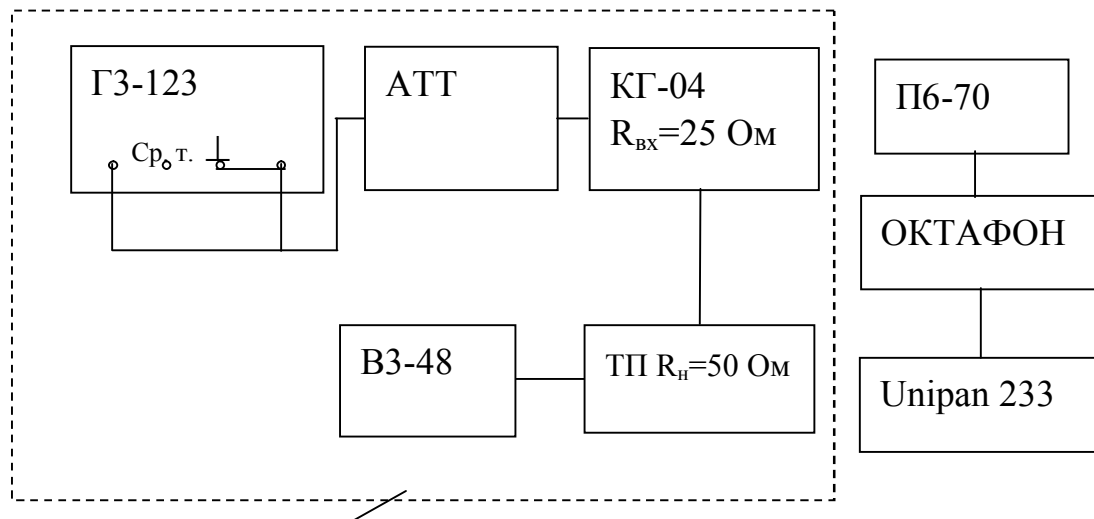 Г3-123
Ср. т.
АТТ
КГ-04
Rвх=25 Ом
П6-70
ОКТАФОН
В3-48
ТП Rн=50 Ом
Unipan 233